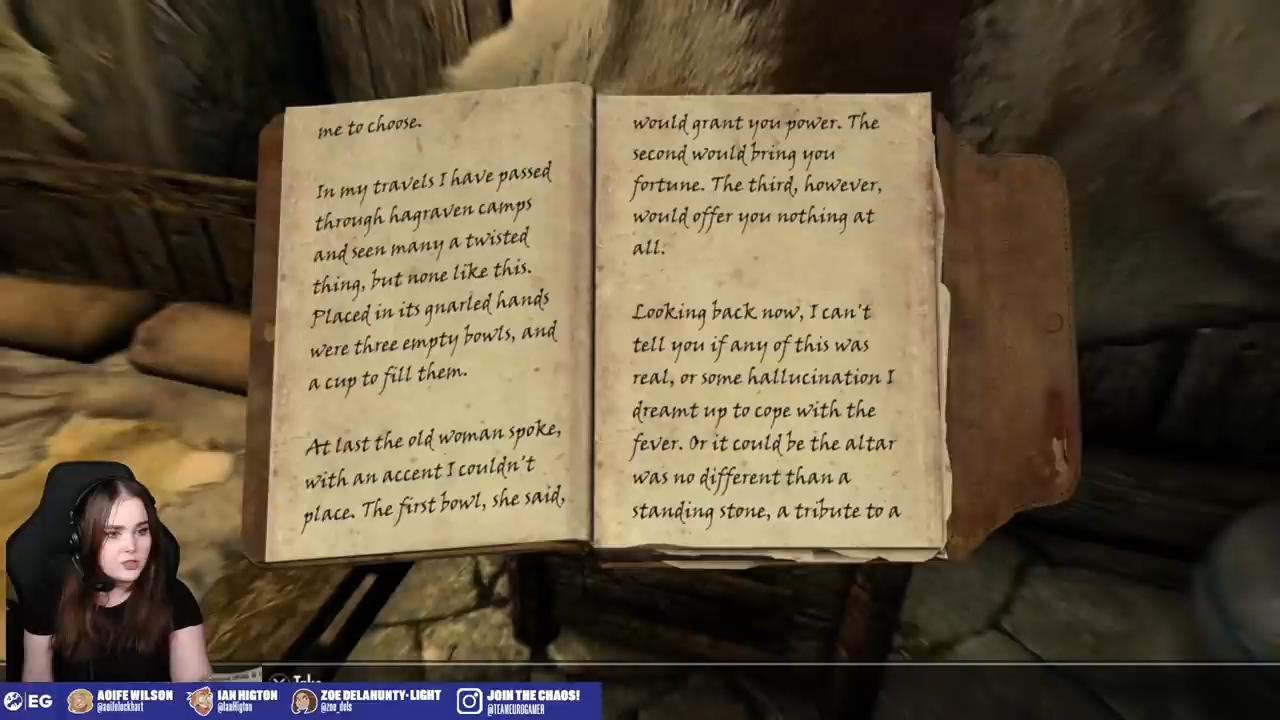 me to choose.
In my travels I have passed
through hagraven camps
and seen many a twisted
thing, but none like this.
Placed in its gnarled hands
were three empty bowls, and
a cup to fill them.
At last the old woman spoke,
with an accent I couldn't
place. The first bowl, she said,
would grant you power. The
second would bring you
fortune. The third, however,
would offer you nothing at
all.
Looking back now, I can't
tell you if any of this was
real, or some hallucination I
dreamt up to cope with the
fever. Or it could be the altar
was no different than a
standing stone, a tribute to a
Take
EG
AOIFE WILSON
@aoifelockhart
IAN HIGTON
@IanHigton
ZOE DELAHUNTY-LIGHT
@zoe_dels
JOIN THE CHAOS!
@TEAMEUROGAMER